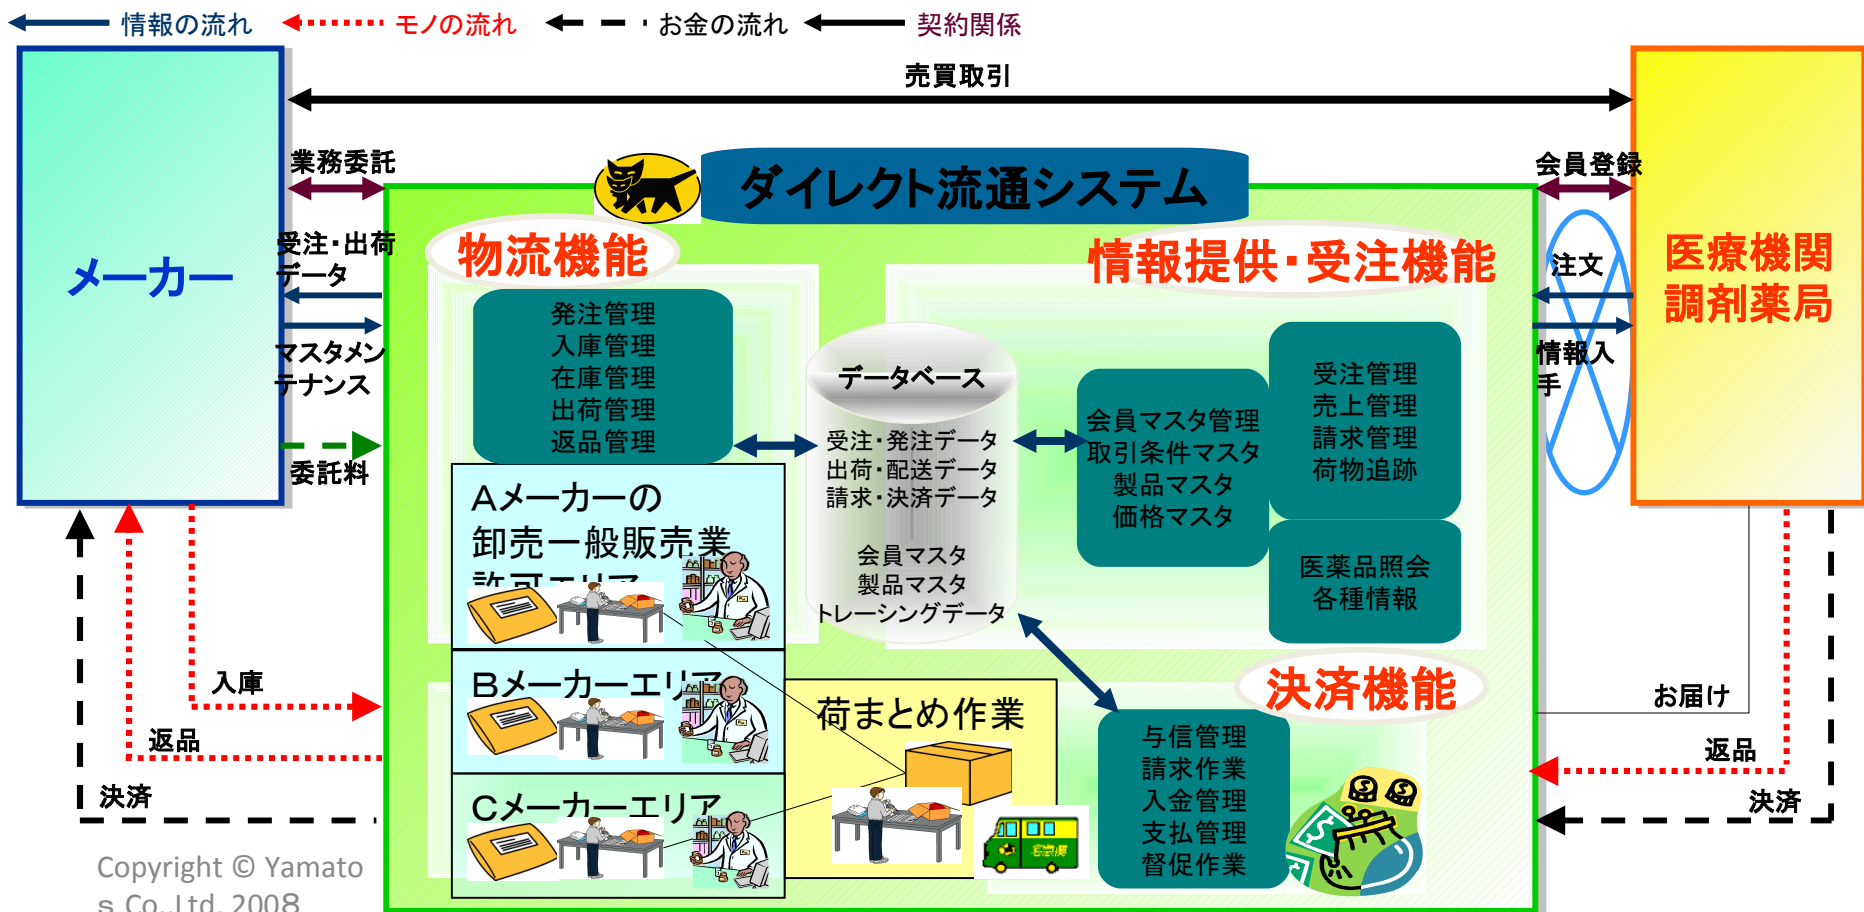 情報の流れ
モノの流れ
お金の流れ
契約関係
売買取引
業務委託
会員登録
ダイレクト流通システム
メーカー
医療機関
調剤薬局
受注・出荷
データ
マスタメン
テナンス
委託料
注文
情報入
手
物流機能
発注管理
入庫管理
在庫管理
出荷管理
返品管理
情報提供・受注機能
データベース
受注・発注データ
出荷・配送データ
請求・決済データ
会員マスタ
製品マスタ
トレーシングデータ
会員マスタ管理
取引条件マスタ
製品マスタ
価格マスタ
受注管理
売上管理
請求管理
荷物追跡
医薬品照会
各種情報
Aメーカーの
卸売一般販売業
許可エリア
Bメーカーエリア
Cメーカーエリア
荷まとめ作業
宅急便
決済機能
与信管理
請求作業
入金管理
支払管理
督促作業
入庫
返品
決済
お届け
返品
決済
Copyright © Yamato
s Co.,Ltd. 2008